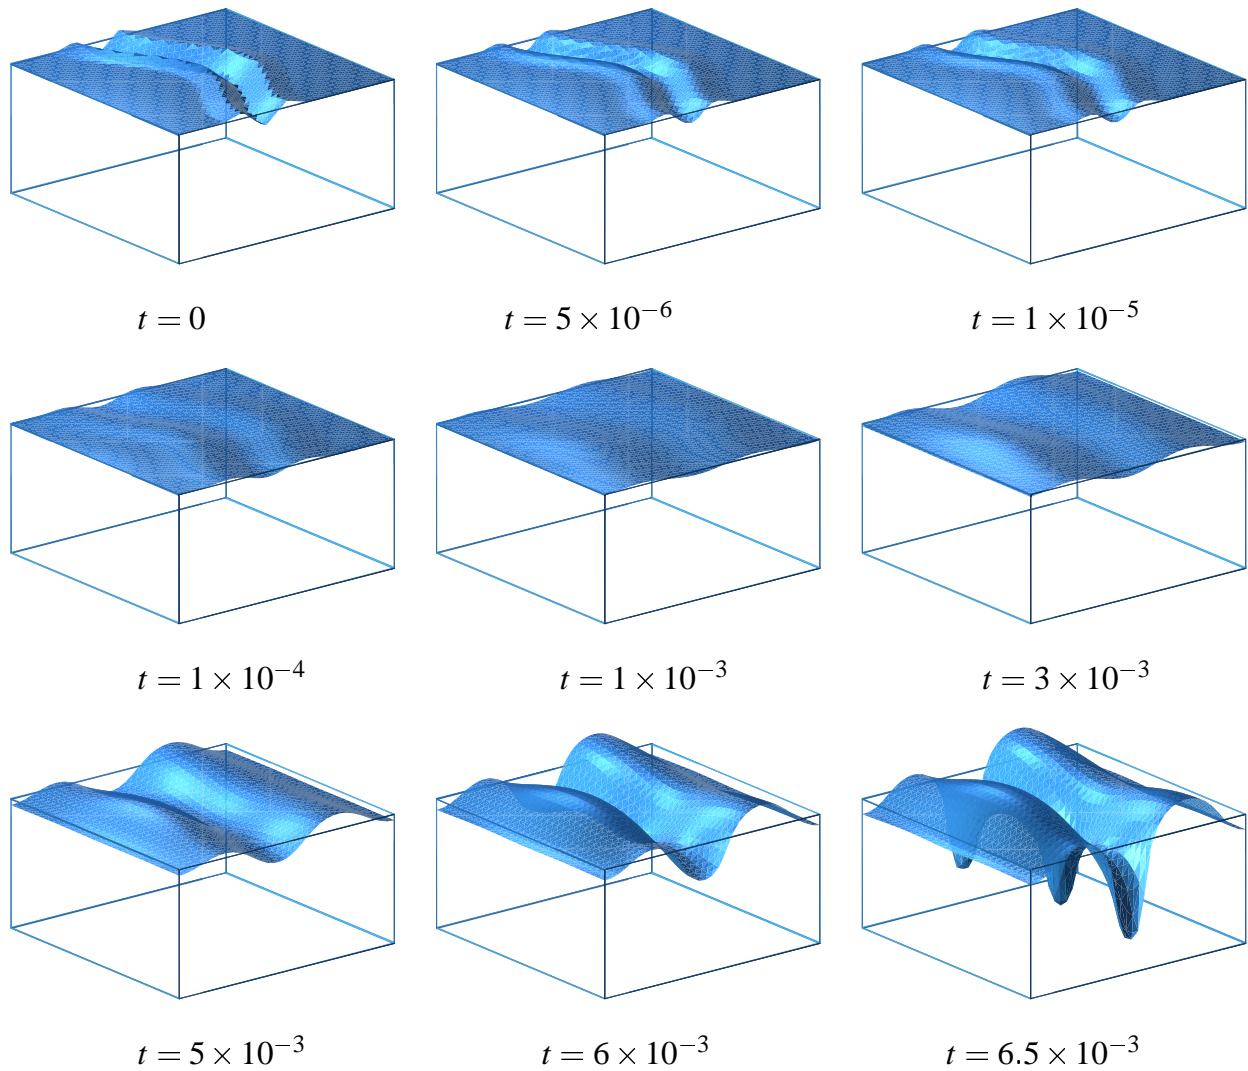 t = 0
t = 5 × 10⁻⁶
t = 1 × 10⁻⁵
t = 1 × 10⁻⁴
t = 1 × 10⁻³
t = 3 × 10⁻³
t = 5 × 10⁻³
t = 6 × 10⁻³
t = 6.5 × 10⁻³